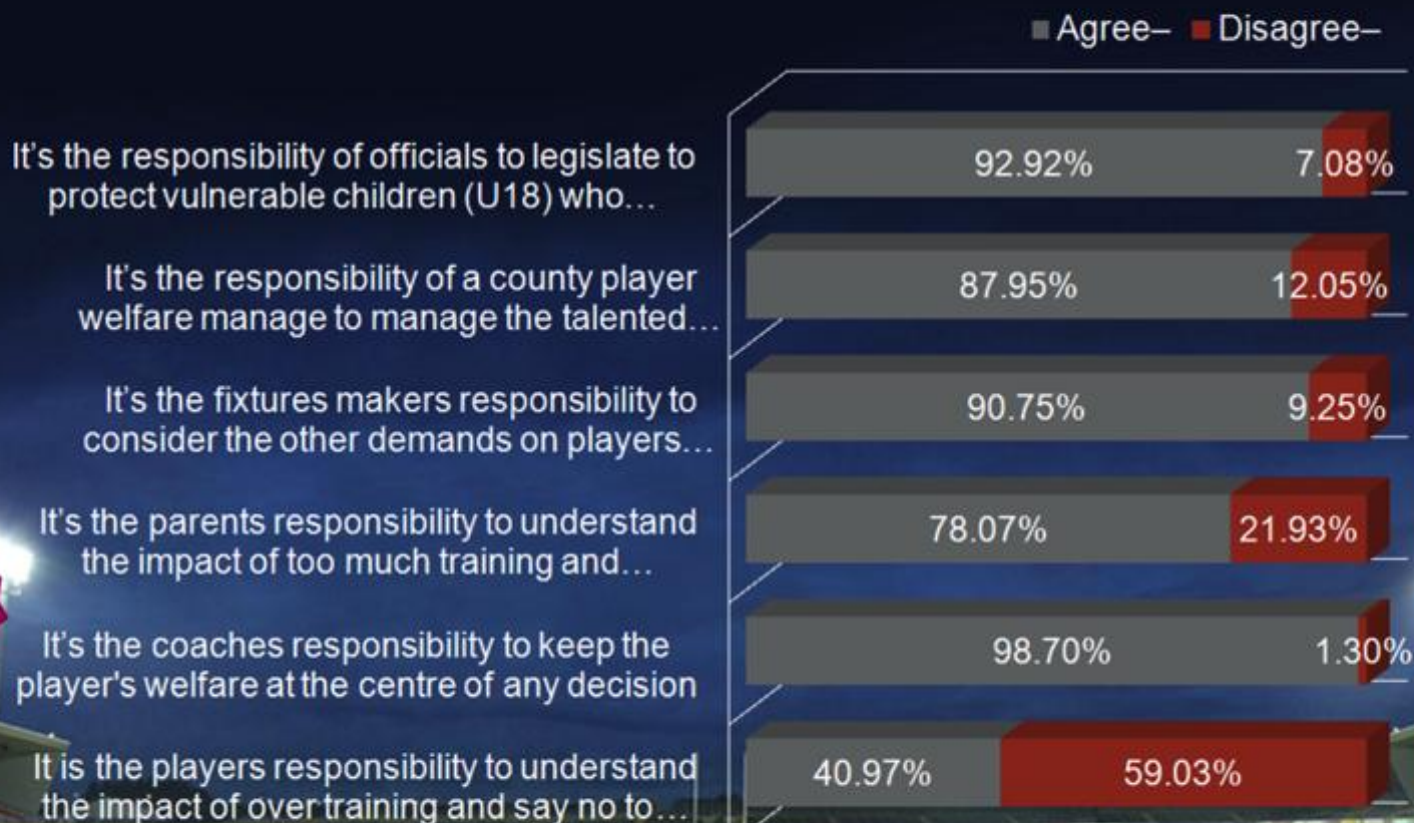 Agree– Disagree–
It's the responsibility of officials to legislate to
protect vulnerable children (U18) who…
92.92% 7.08%
It's the responsibility of a county player
welfare manage to manage the talented…
87.95% 12.05%
It's the fixtures makers responsibility to
consider the other demands on players…
90.75% 9.25%
It's the parents responsibility to understand
the impact of too much training and…
78.07% 21.93%
It's the coaches responsibility to keep the
player's welfare at the centre of any decision
98.70% 1.30%
It is the players responsibility to understand
the impact of over training and say no to…
40.97% 59.03%